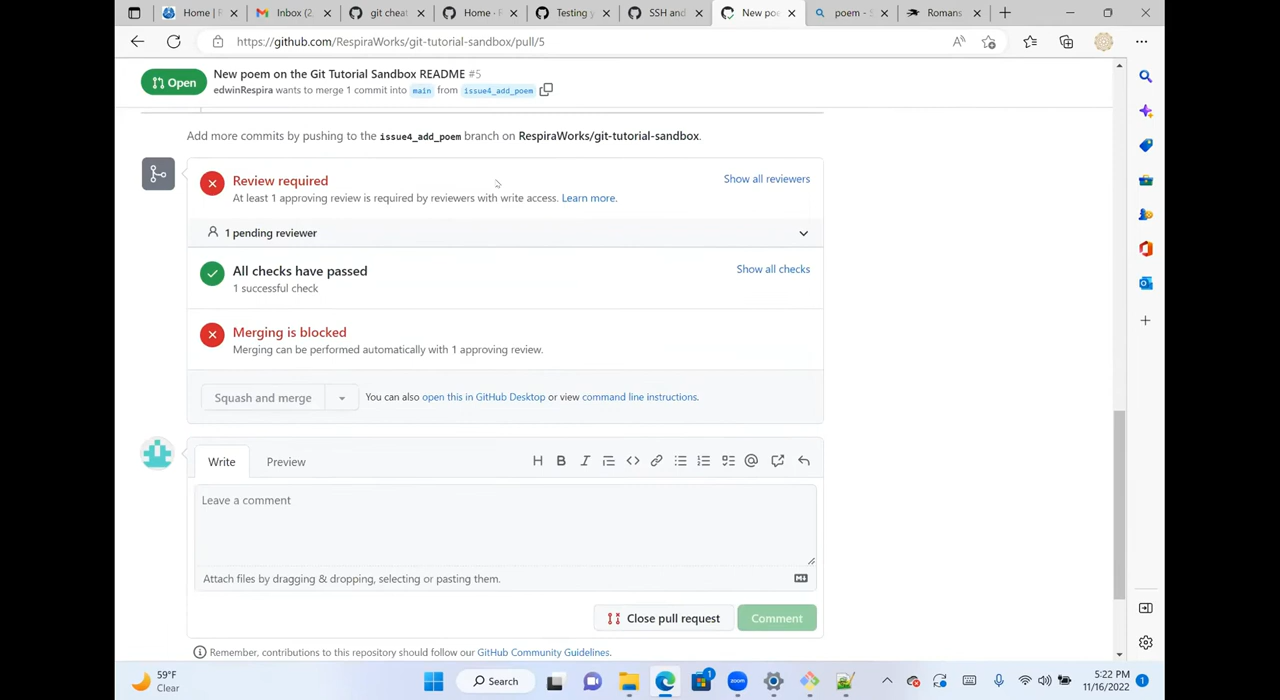 Home | F
Inbox (2,
git cheat
Home · F
Testing y
SSH and
New poe
poem - S
Romans
https://github.com/RespiraWorks/git-tutorial-sandbox/pull/5
Open
New poem on the Git Tutorial Sandbox README #5
edwinRespira wants to merge 1 commit into main from issue4_add_poem
Add more commits by pushing to the issue4_add_poem branch on RespiraWorks/git-tutorial-sandbox.
Review required
Show all reviewers
At least 1 approving review is required by reviewers with write access. Learn more.
1 pending reviewer
All checks have passed
Show all checks
1 successful check
Merging is blocked
Merging can be performed automatically with 1 approving review.
Squash and merge
You can also open this in GitHub Desktop or view command line instructions.
Write
Preview
Leave a comment
Attach files by dragging & dropping, selecting or pasting them.
Close pull request
Comment
Remember, contributions to this repository should follow our GitHub Community Guidelines.
59°F
Clear
Search
zoom
5:22 PM
11/16/2022
1